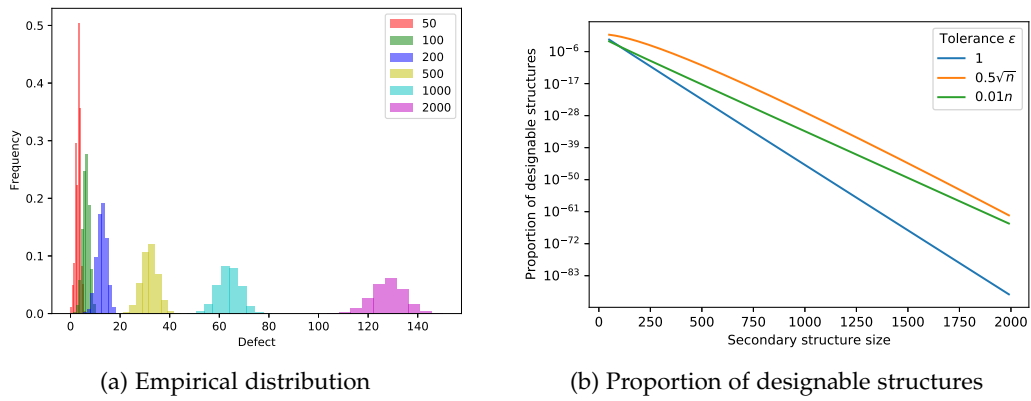 0.5
0.4
0.3
0.2
0.1
0.0
Frequency
0 20 40 60 80 100 120 140
Defect
50
100
200
500
1000
2000
(a) Empirical distribution
10⁻⁶
10⁻¹⁷
10⁻²⁸
10⁻³⁹
10⁻⁵⁰
10⁻⁶¹
10⁻⁷²
10⁻⁸³
Proportion of designable structures
0 250 500 750 1000 1250 1500 1750 2000
Secondary structure size
Tolerance ε
1
0.5√n
0.01n
(b) Proportion of designable structures